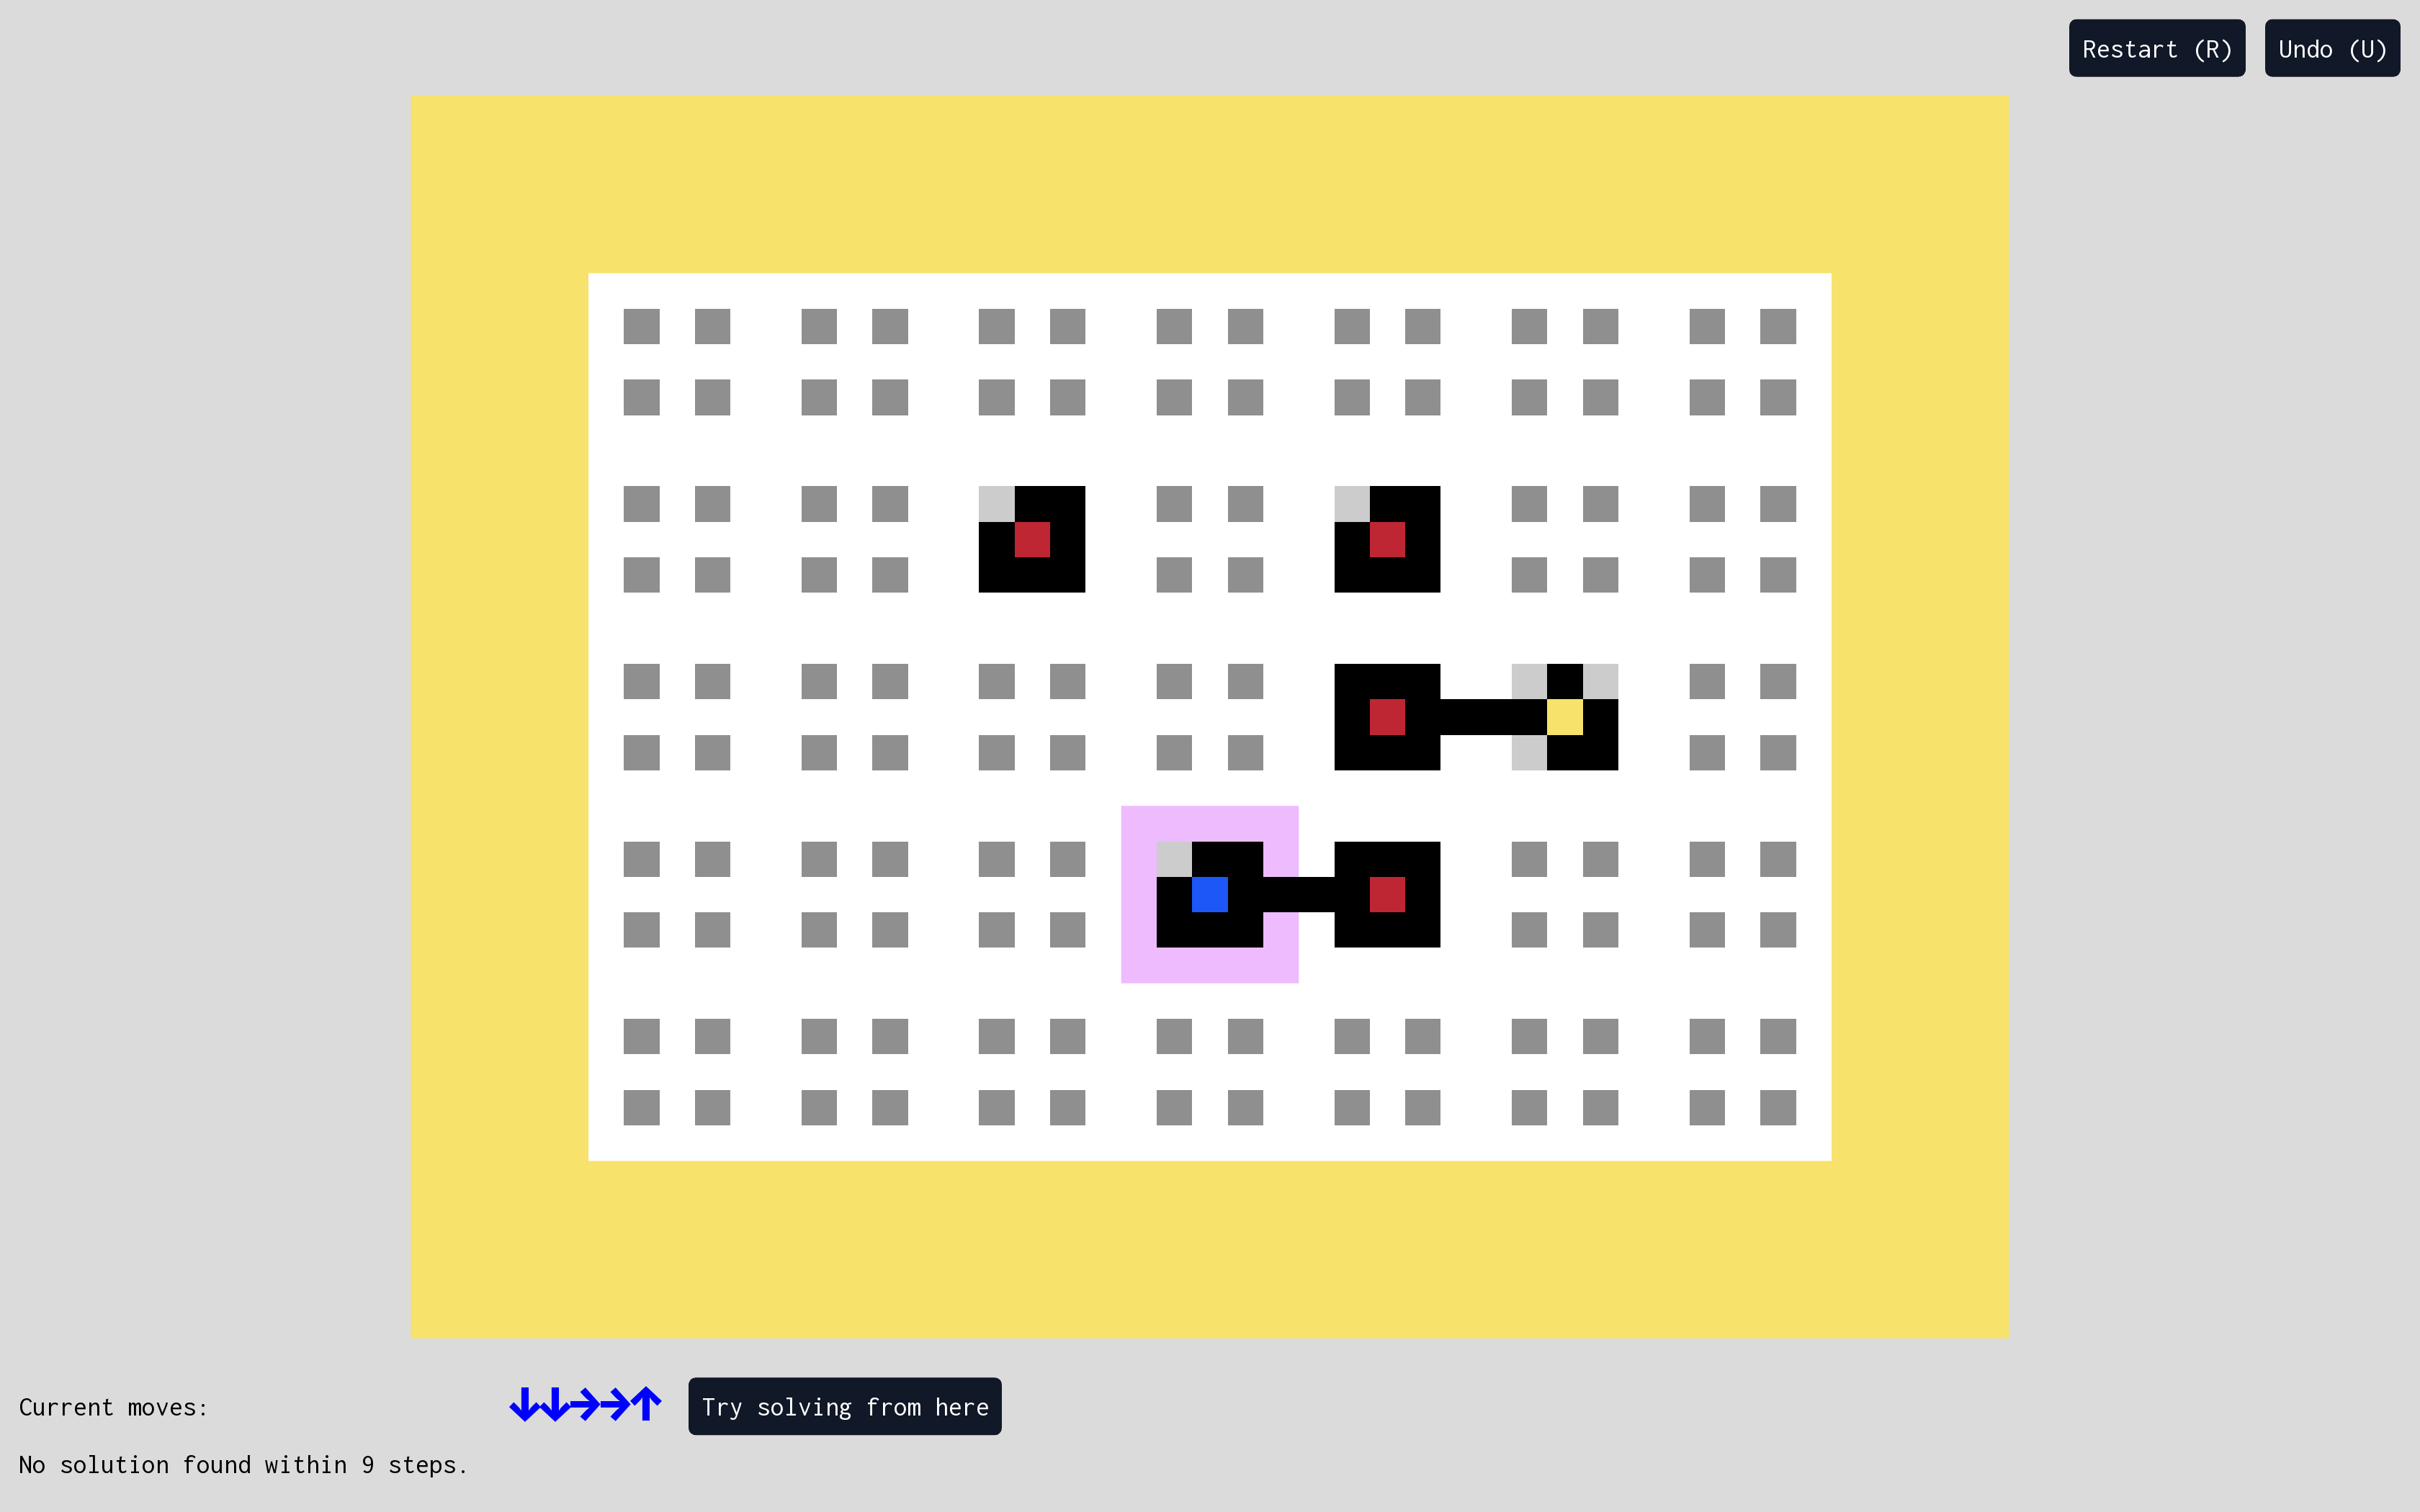 Restart (R) Undo (U)
Current moves: ↓↓→→↑ Try solving from here
No solution found within 9 steps.